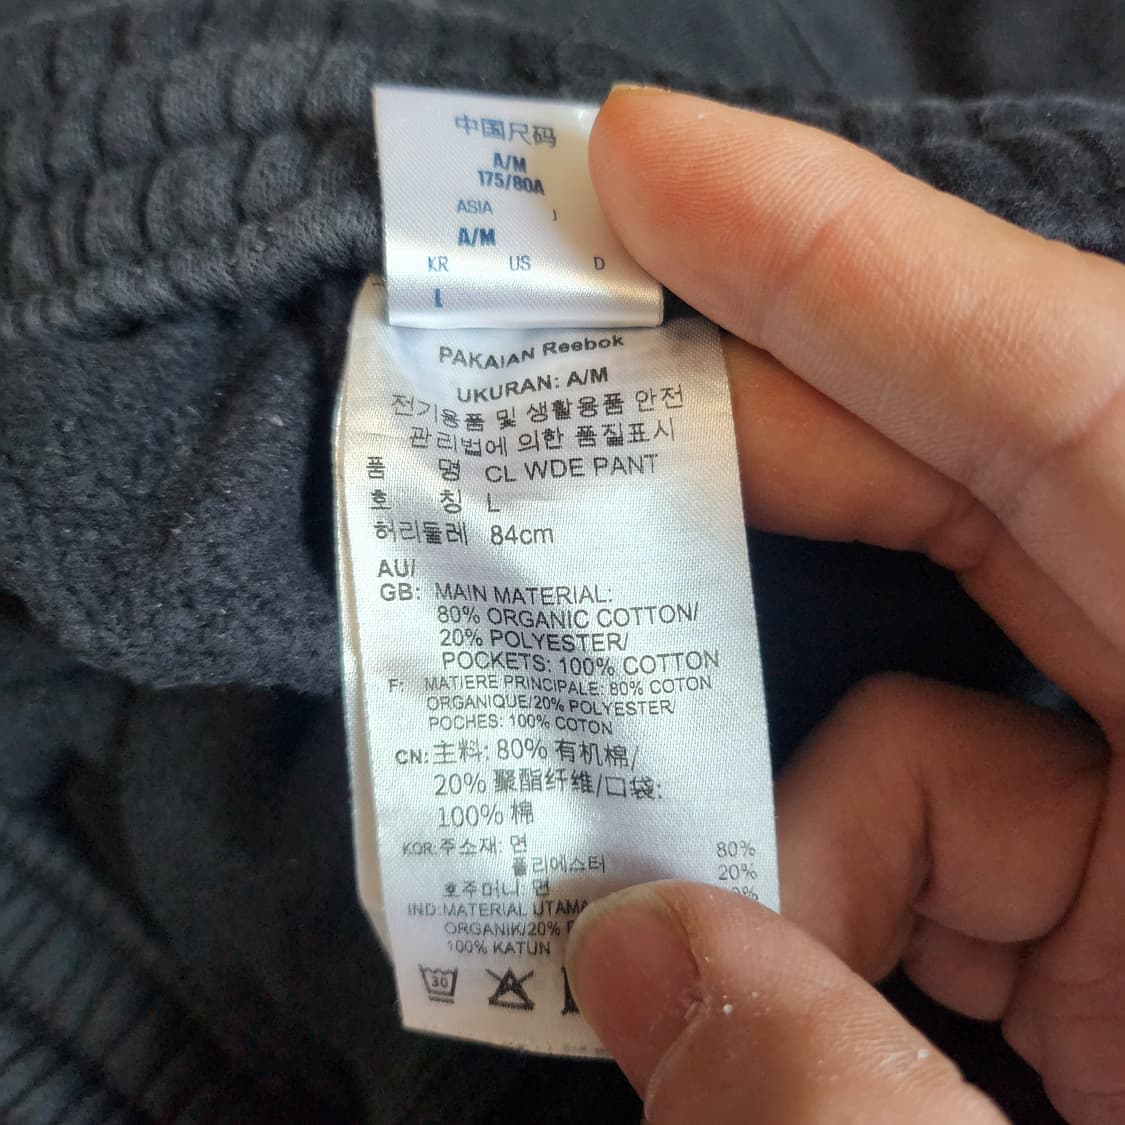 中国尺码
A/M
175/80A
ASIA J
A/M
KR US D
L
PAKAIAN Reebok
UKURAN: A/M
전기용품 및 생활용품 안전
관리법에 의한 품질표시
품 명 CL WDE PANT
호 칭 L
허리둘레 84cm
AU/
GB: MAIN MATERIAL:
80% ORGANIC COTTON/
20% POLYESTER/
POCKETS: 100% COTTON
F: MATIERE PRINCIPALE: 80% COTON
ORGANIQUE/20% POLYESTER/
POCHES: 100% COTON
CN: 主料: 80% 有机棉/
20% 聚酯纤维/口袋:
100% 棉
KOR: 주소재: 면 80%
폴리에스터 20%
호주머니: 면
IND: MATERIAL UTAMA
ORGANIK/20%
100% KATUN
30